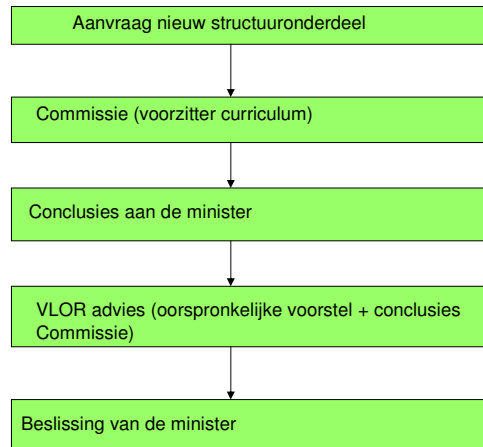 Aanvraag nieuw structuuronderdeel
Commissie (voorzitter curriculum)
Conclusies aan de minister
VLOR advies (oorspronkelijke voorstel + conclusies
Commissie)
Beslissing van de minister